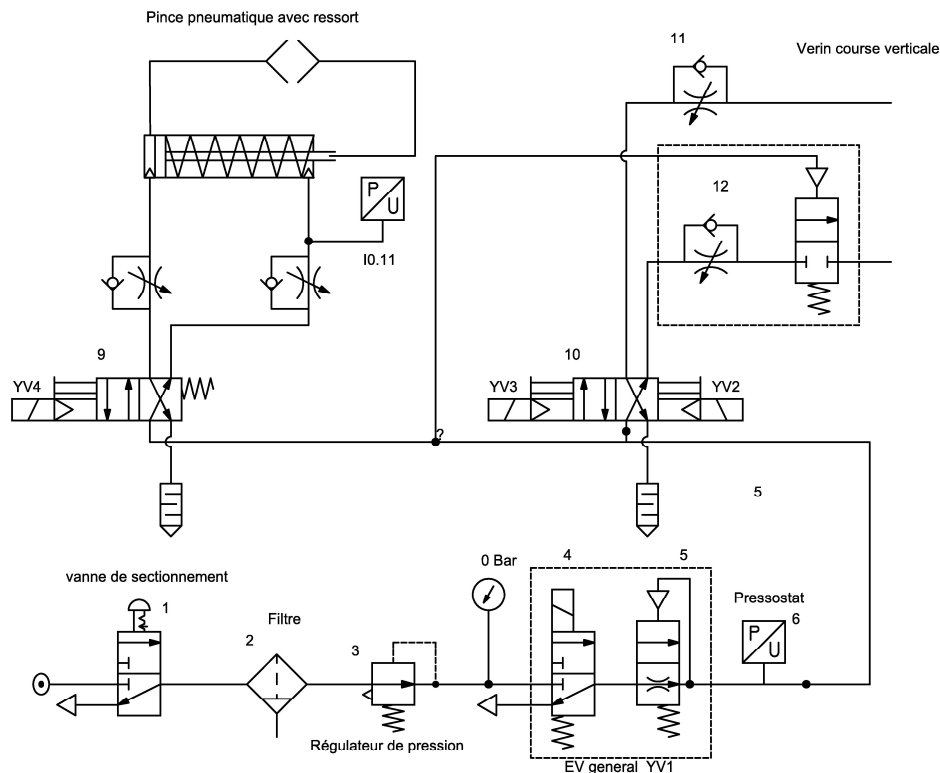 Pince pneumatique avec ressort
11
Verin course verticale
12
P
U
I0.11
9
10
YV4
YV3
YV2
?
5
0 Bar
4
5
vanne de sectionnement
1
Filtre
Pressostat
6
P
U
2
3
Régulateur de pression
EV general YV1